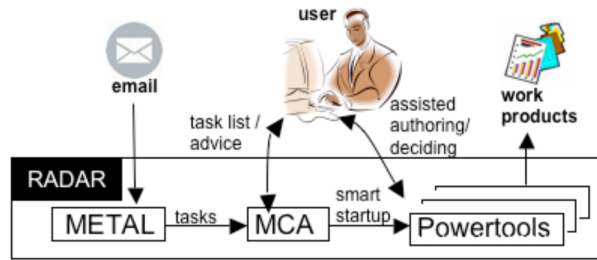 user
email
work
products
task list /
advice
assisted
authoring/
deciding
RADAR
METAL
tasks
MCA
smart
startup
Powertools